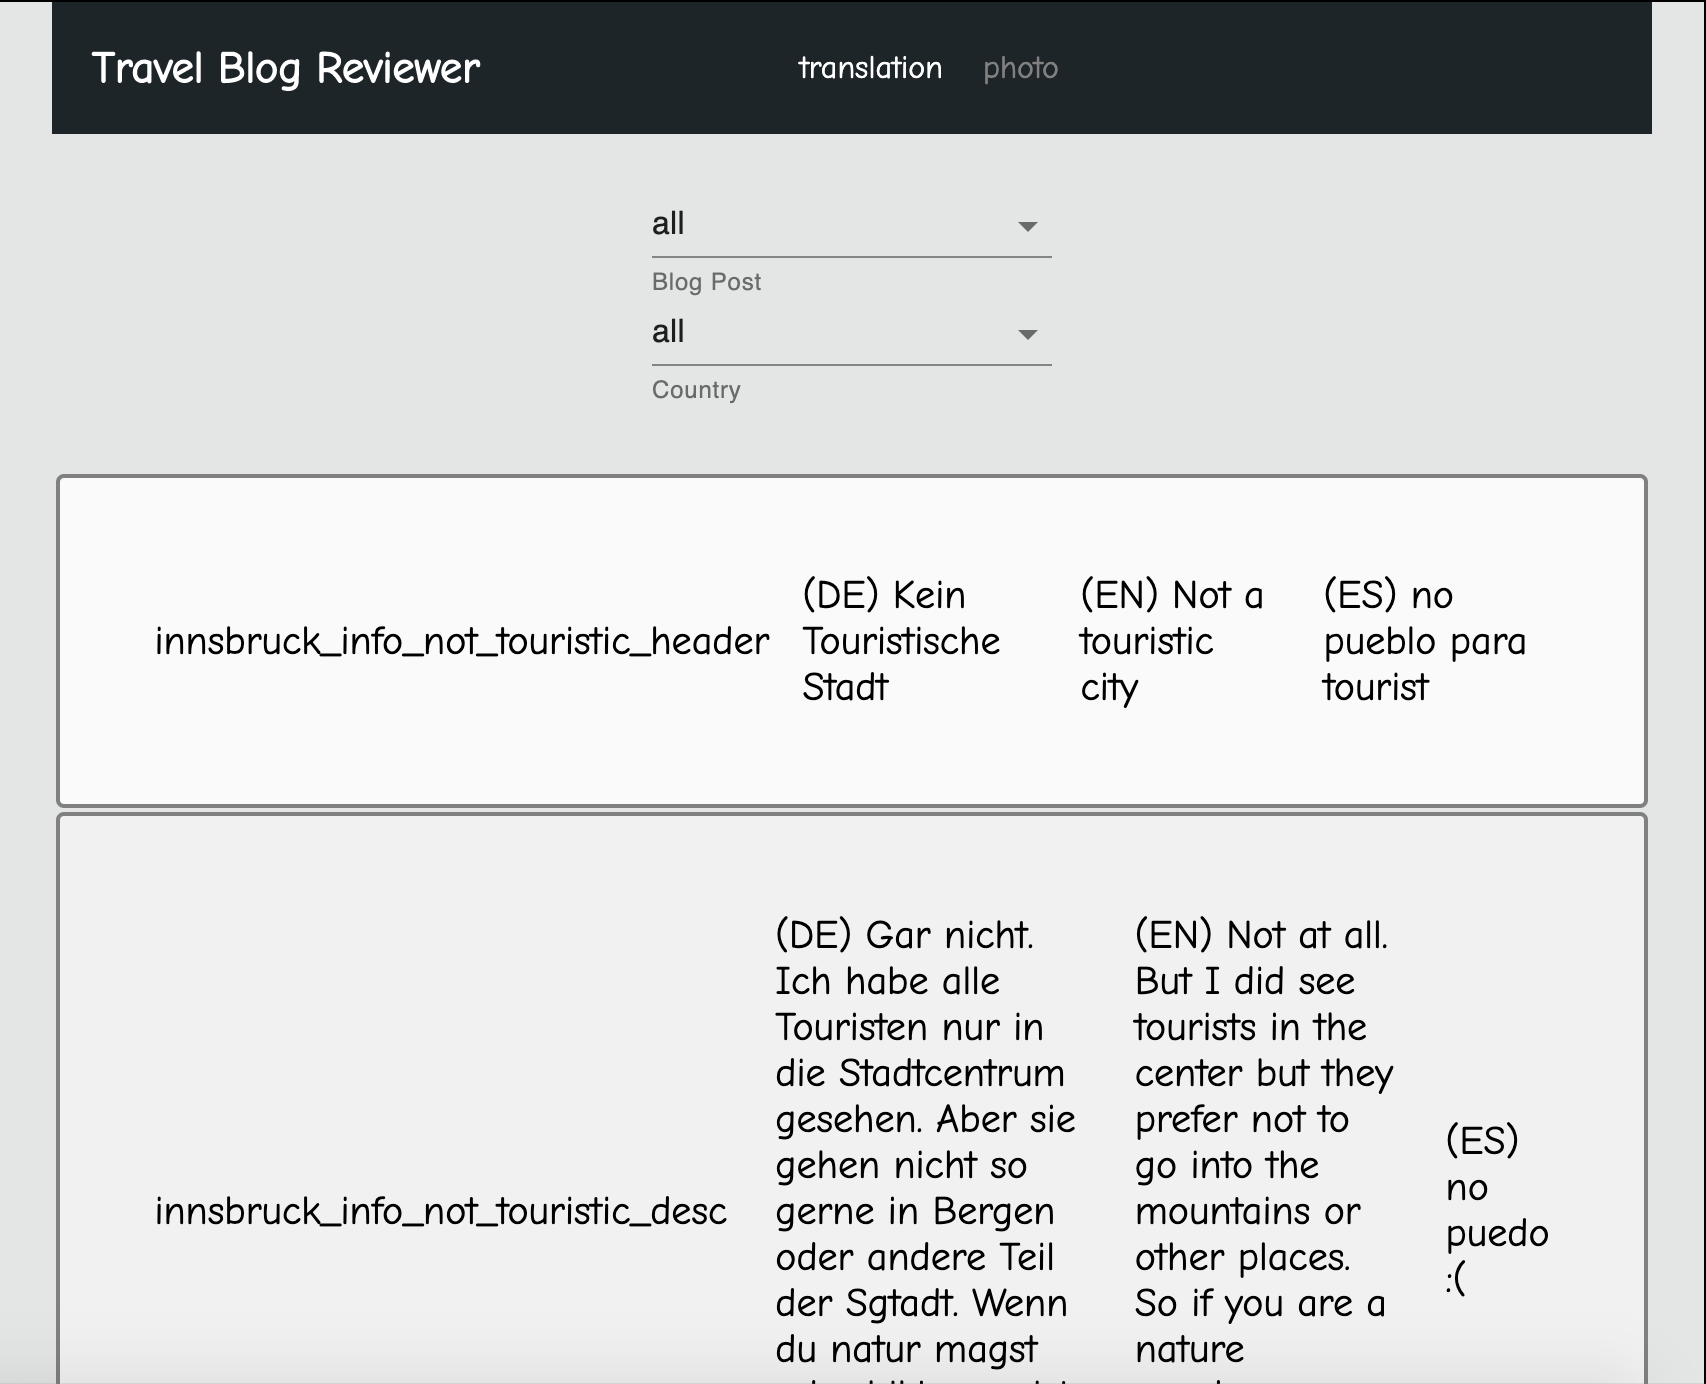 Travel Blog Reviewer
translation photo
all
Blog Post
all
Country
innsbruck_info_not_touristic_header
(DE) Kein
Touristische
Stadt
(EN) Not a
touristic
city
(ES) no
pueblo para
tourist
innsbruck_info_not_touristic_desc
(DE) Gar nicht.
Ich habe alle
Touristen nur in
die Stadtcentrum
gesehen. Aber sie
gehen nicht so
gerne in Bergen
oder andere Teil
der Sgtadt. Wenn
du natur magst
(EN) Not at all.
But I did see
tourists in the
center but they
prefer not to
go into the
mountains or
other places.
So if you are a
nature
(ES)
no
puedo
:(